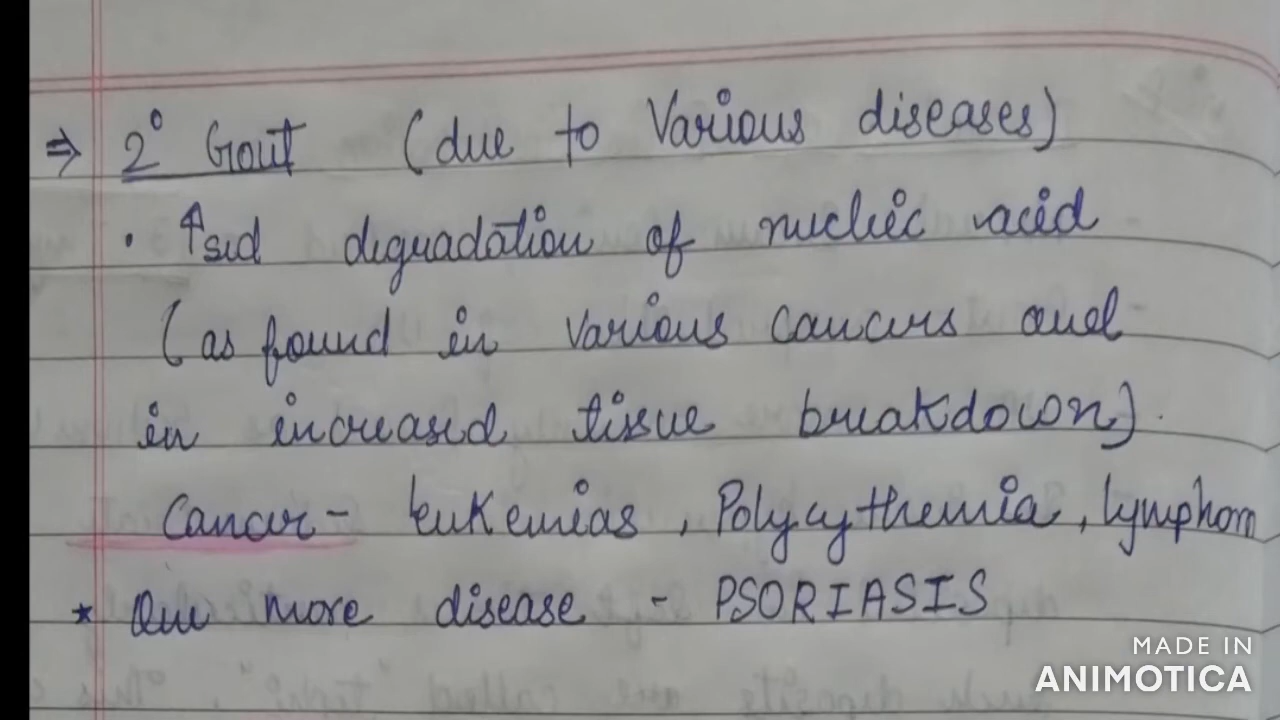 ⇒ 2° Gout (due to Various diseases)
• ↑sed degradation of nucleic acid
(as found in various cancers and
in increased tissue breakdown).
Cancer - leukemias, Polycythemia, lymphom
* One more disease - PSORIASIS
MADE IN
ANIMOTICA